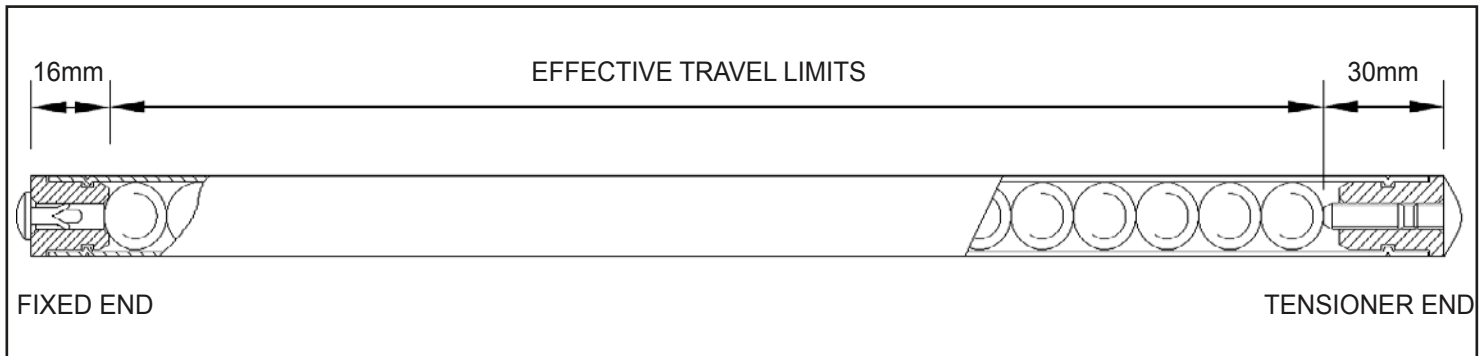 16mm
EFFECTIVE TRAVEL LIMITS
30mm
FIXED END
TENSIONER END